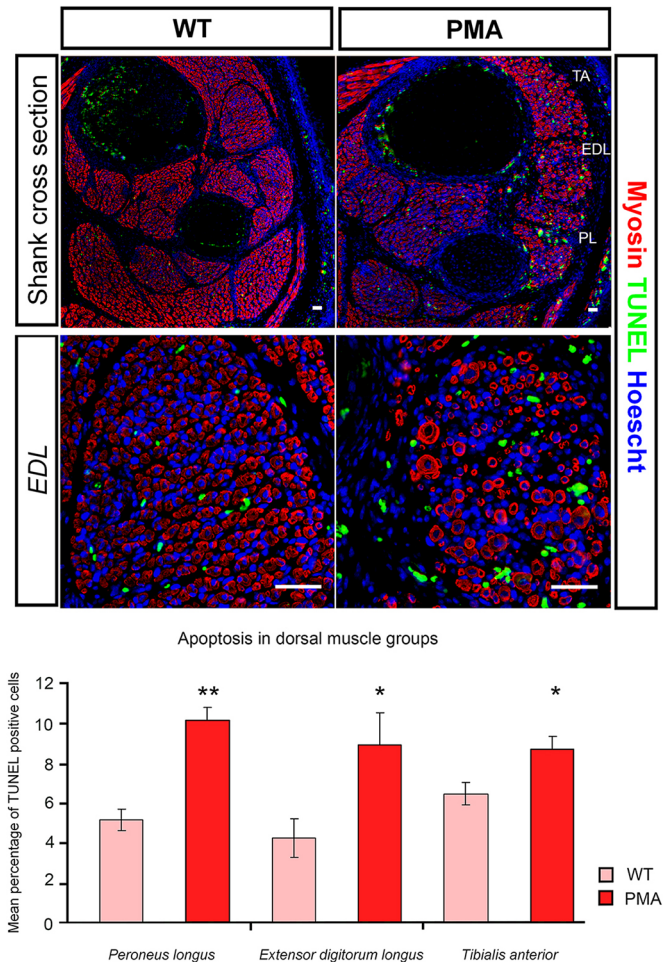 WT
PMA
Shank cross section
TA
EDL
PL
EDL
Myosin TUNEL Hoescht
Apoptosis in dorsal muscle groups
Mean percentage of TUNEL positive cells
12
10
8
6
4
2
0
**
*
*
WT
PMA
Peroneus longus
Extensor digitorum longus
Tibialis anterior